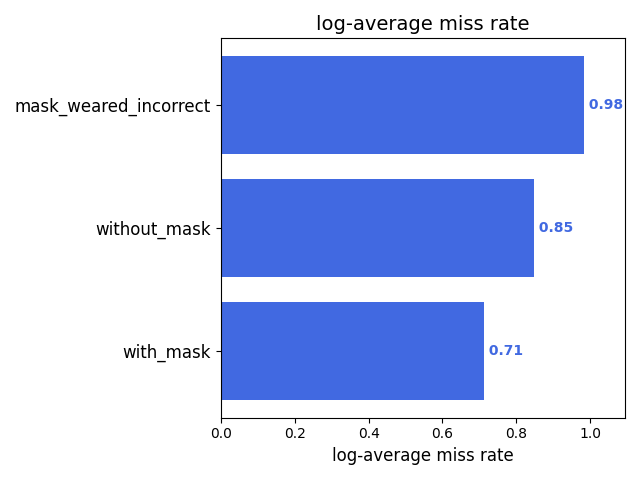 log-average miss rate
mask_weared_incorrect
0.98
without_mask
0.85
with_mask
0.71
0.0 0.2 0.4 0.6 0.8 1.0
log-average miss rate